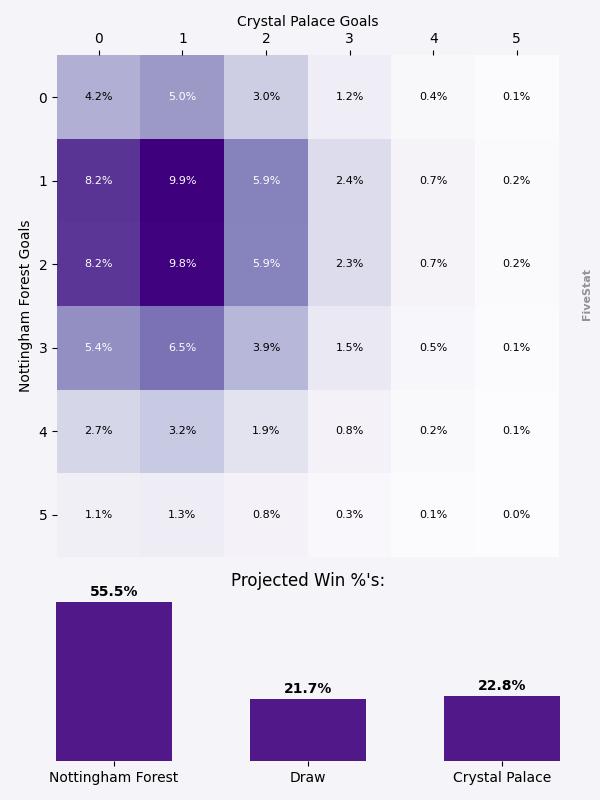 Crystal Palace Goals
0 1 2 3 4 5
0 4.2% 5.0% 3.0% 1.2% 0.4% 0.1%
1 8.2% 9.9% 5.9% 2.4% 0.7% 0.2%
2 8.2% 9.8% 5.9% 2.3% 0.7% 0.2%
3 5.4% 6.5% 3.9% 1.5% 0.5% 0.1%
4 2.7% 3.2% 1.9% 0.8% 0.2% 0.1%
5 1.1% 1.3% 0.8% 0.3% 0.1% 0.0%
Nottingham Forest Goals
FiveStat
Projected Win %'s:
55.5% 21.7% 22.8%
Nottingham Forest Draw Crystal Palace